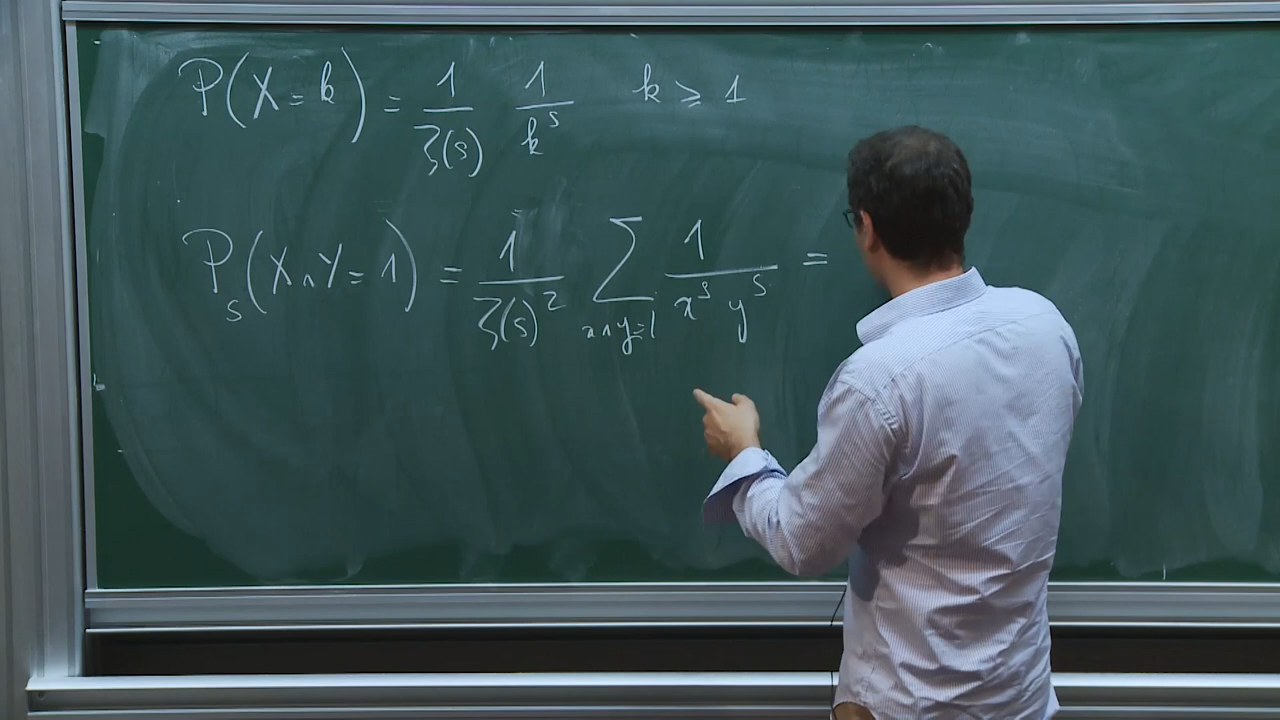 P(X = k) = 1/ζ(s) 1/k^s k ⩾ 1
P_s(X ∧ Y = 1) = 1/ζ(s)^2 ∑_{x∧y=1} 1/(x^s y^s) =